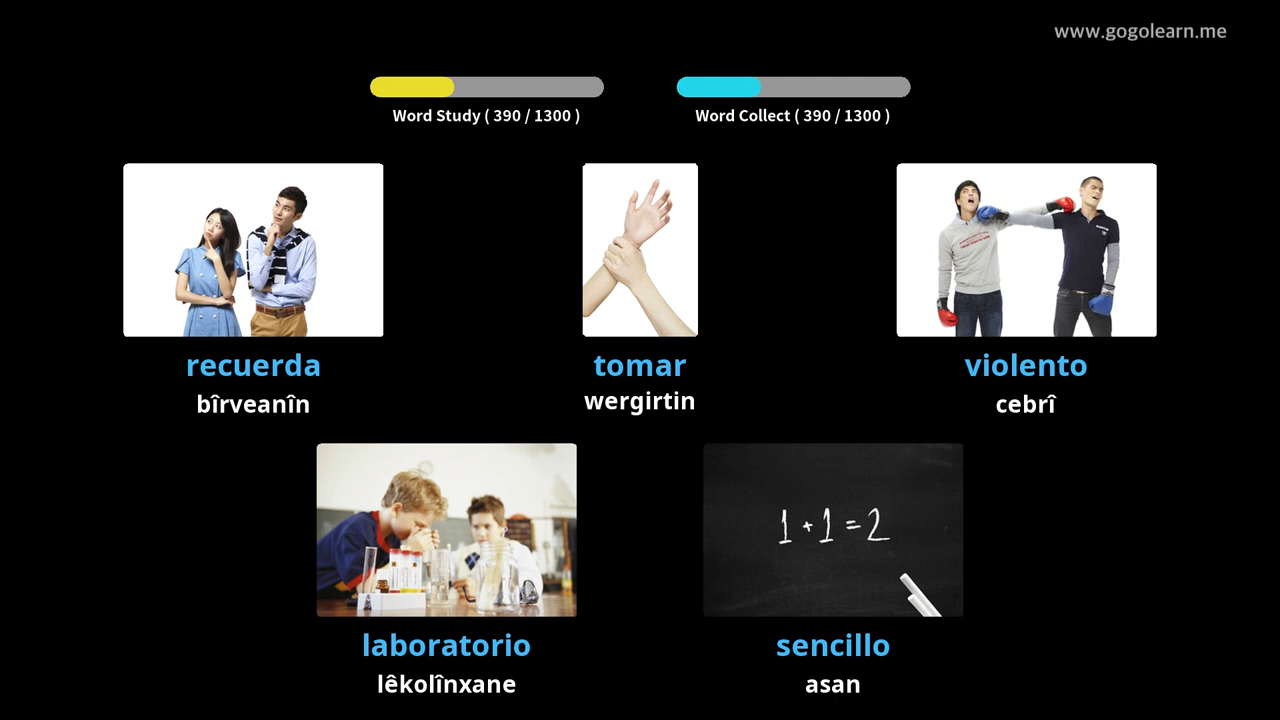 www.gogolearn.me
Word Study ( 390 / 1300 )
Word Collect ( 390 / 1300 )
recuerda
bîrveanîn
tomar
wergirtin
violento
cebrî
1 + 1 = 2
laboratorio
lêkolînxane
sencillo
asan